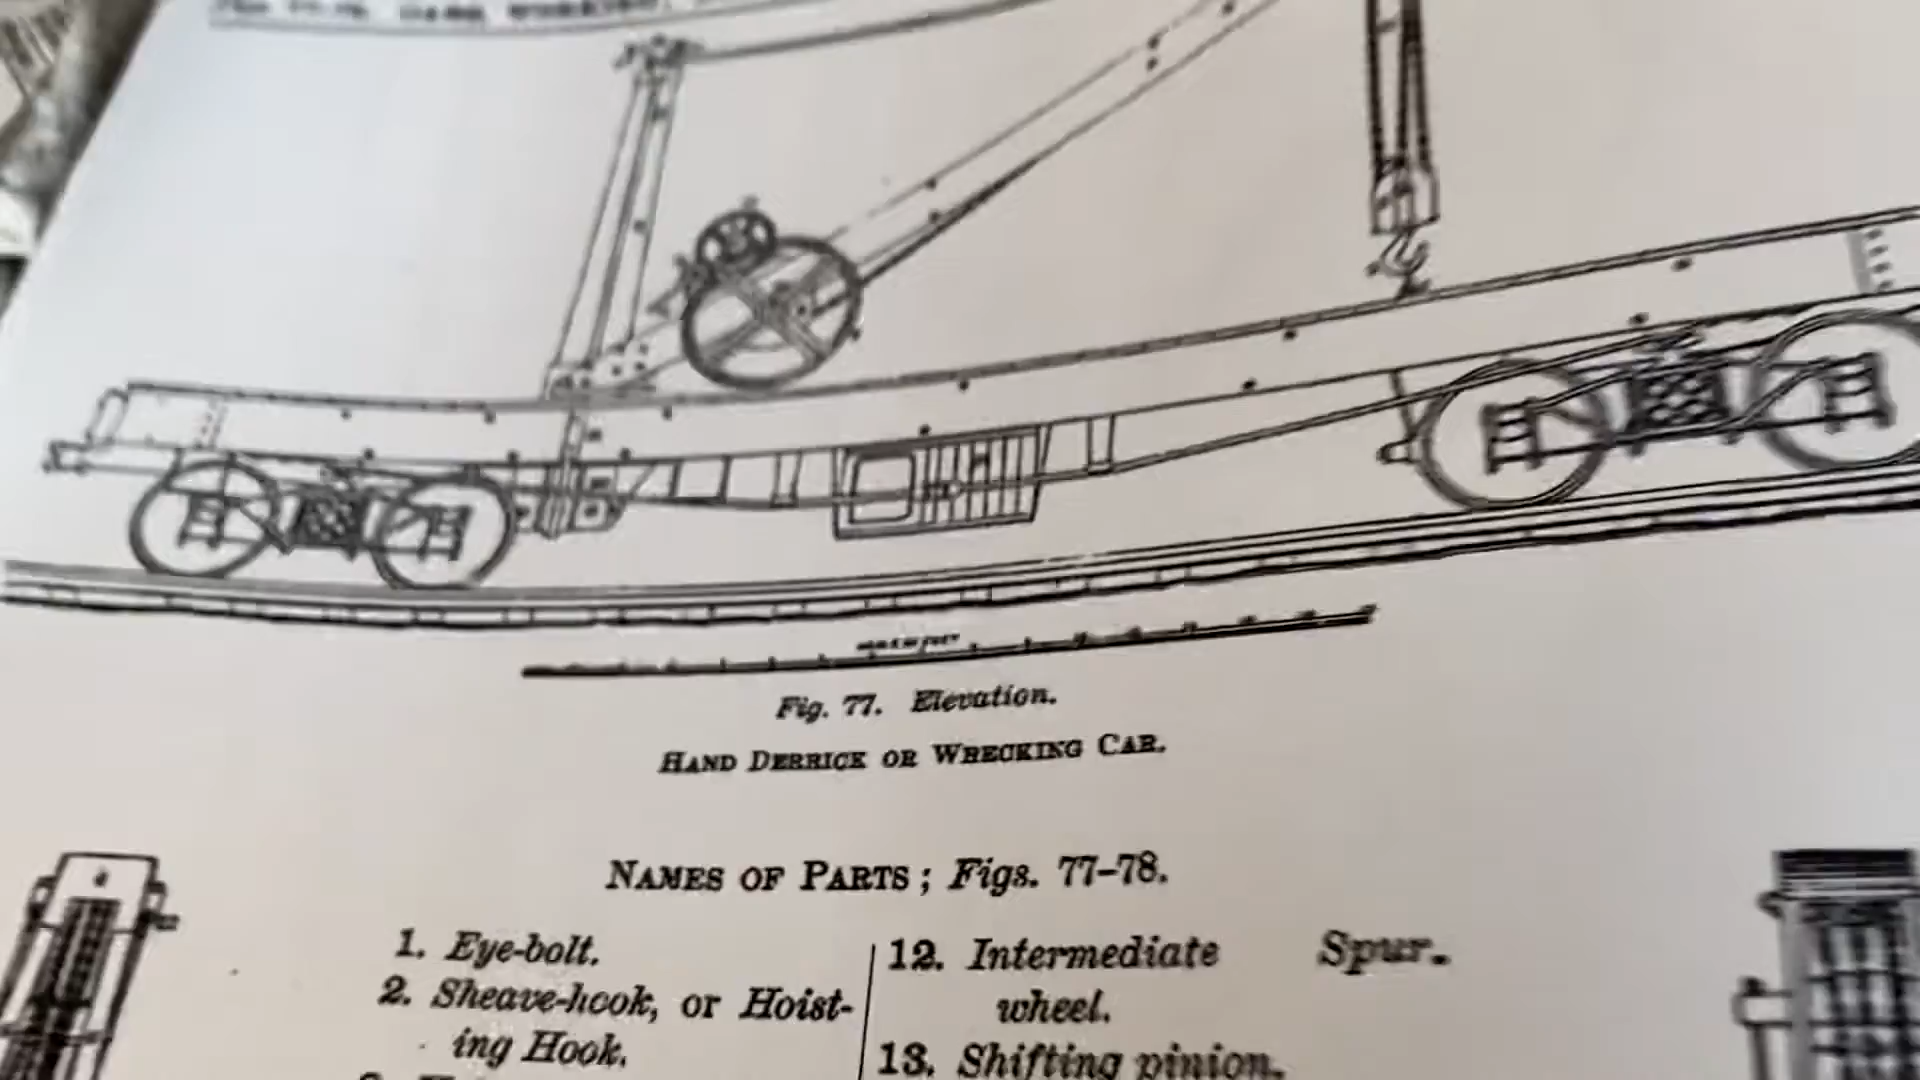 Fig. 77. Elevation.
HAND DERRICK OR WRECKING CAR.
NAMES OF PARTS; Figs. 77–78.
1. Eye-bolt.
2. Sheave-hook, or Hoist-
ing Hook.
12. Intermediate Spur-
wheel.
13. Shifting pinion.